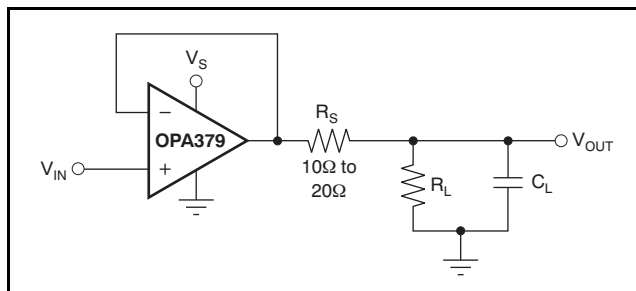 V_S
OPA379
–
+
V_IN
R_S
10Ω to
20Ω
R_L
C_L
V_OUT